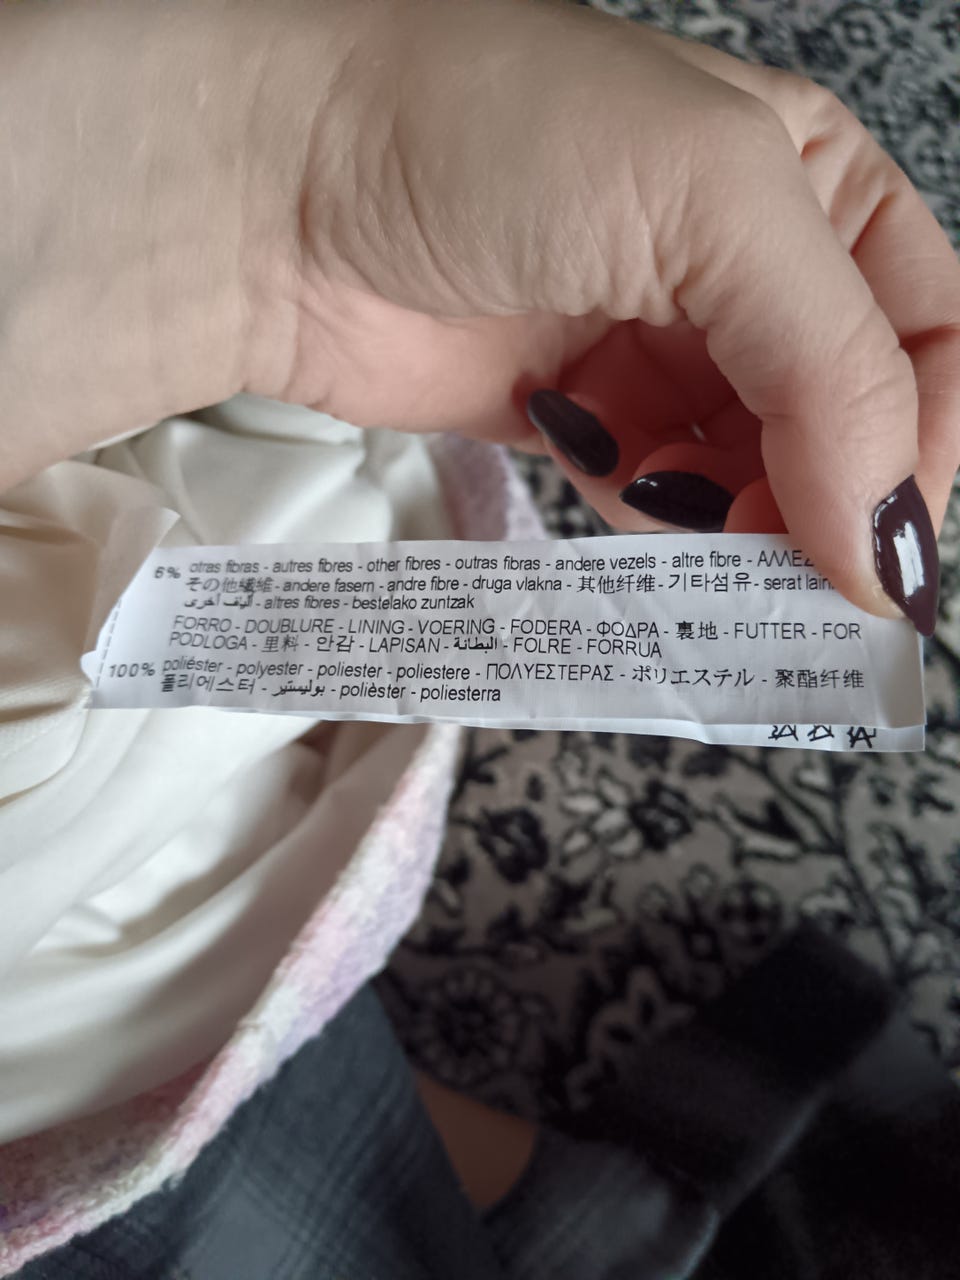 6% otras fibras - autres fibres - other fibres - outras fibras - andere vezels - altre fibre -
その他繊維 - andere fasern - andre fibre - druga vlakna - 其他纤维 - 기타섬유 - serat
ألياف أخرى - altres fibres - bestelako zuntzak
FORRO - DOUBLURE - LINING - VOERING - FODERA - ΦΟΔΡΑ - 裏地 - FUTTER - FOR
PODLOGA - 里料 - 안감 - LAPISAN - البطانة - FOLRE - FORRUA
100% poliéster - polyester - poliester - poliestere - ΠΟΛΥΕΣΤΕΡΑΣ - ポリエステル - 聚酯纤维
폴리에스터 - بوليستير - polièster - poliesterra